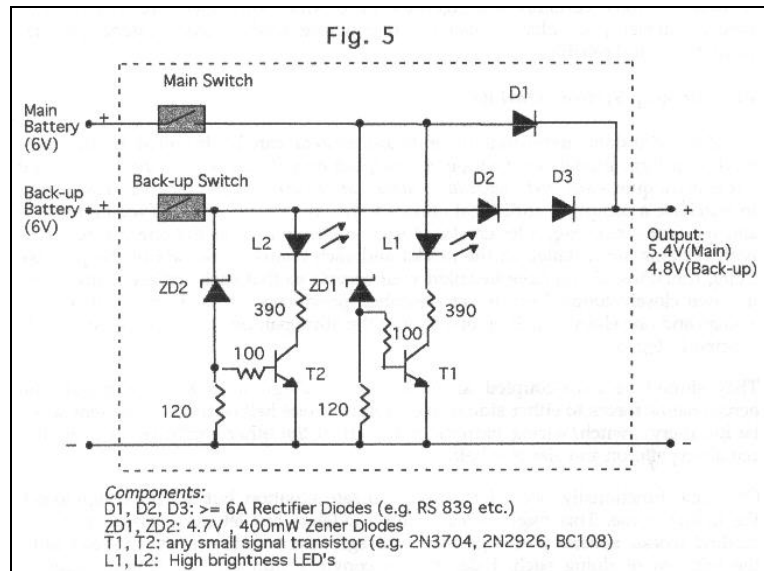 Fig. 5
Main Switch
D1
Main
Battery
(6V)
+
Back-up Switch
D2
D3
Back-up
Battery
(6V)
+
L2
L1
Output:
5.4V(Main)
4.8V(Back-up)
ZD2
ZD1
390
390
100
100
T2
T1
120
120
-
-
Components:
D1, D2, D3: >= 6A Rectifier Diodes (e.g. RS 839 etc.)
ZD1, ZD2: 4.7V , 400mW Zener Diodes
T1, T2: any small signal transistor (e.g. 2N3704, 2N2926, BC108)
L1, L2: High brightness LED's